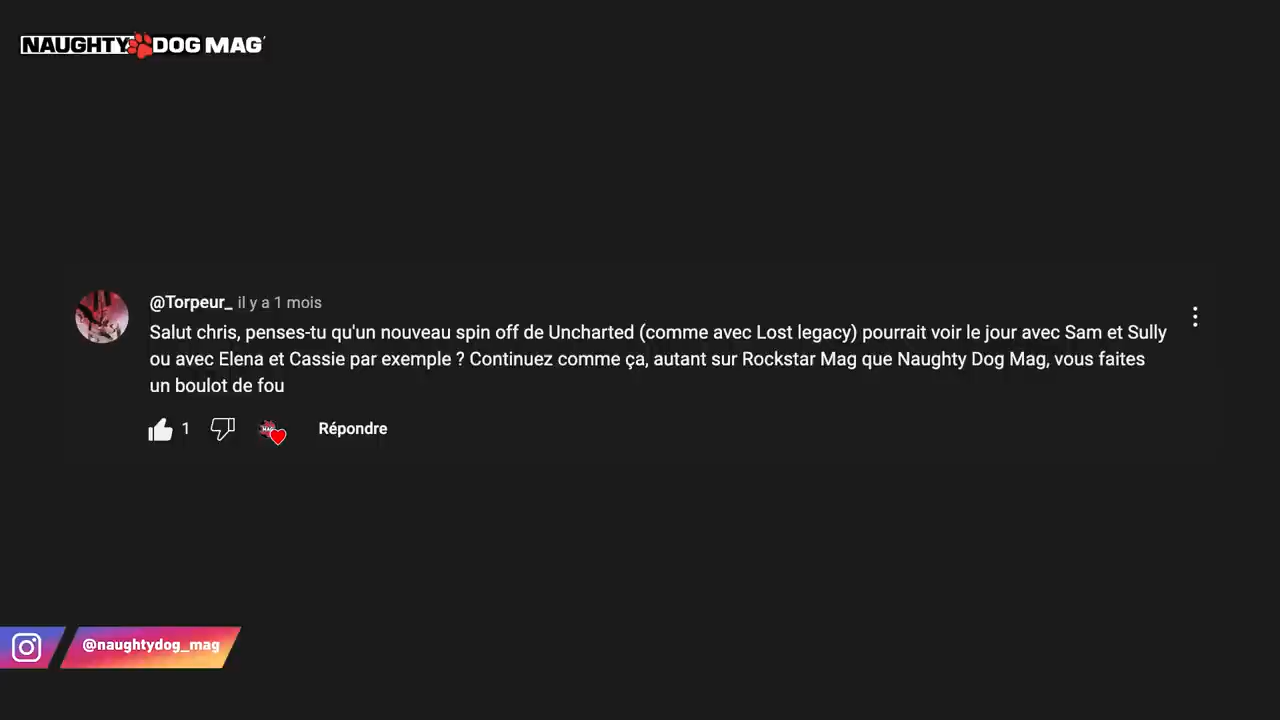 NAUGHTY DOG MAG
@Torpeur_ il y a 1 mois
Salut chris, penses-tu qu'un nouveau spin off de Uncharted (comme avec Lost legacy) pourrait voir le jour avec Sam et Sully
ou avec Elena et Cassie par exemple ? Continuez comme ça, autant sur Rockstar Mag que Naughty Dog Mag, vous faites
un boulot de fou
1
Répondre
@naughtydog_mag